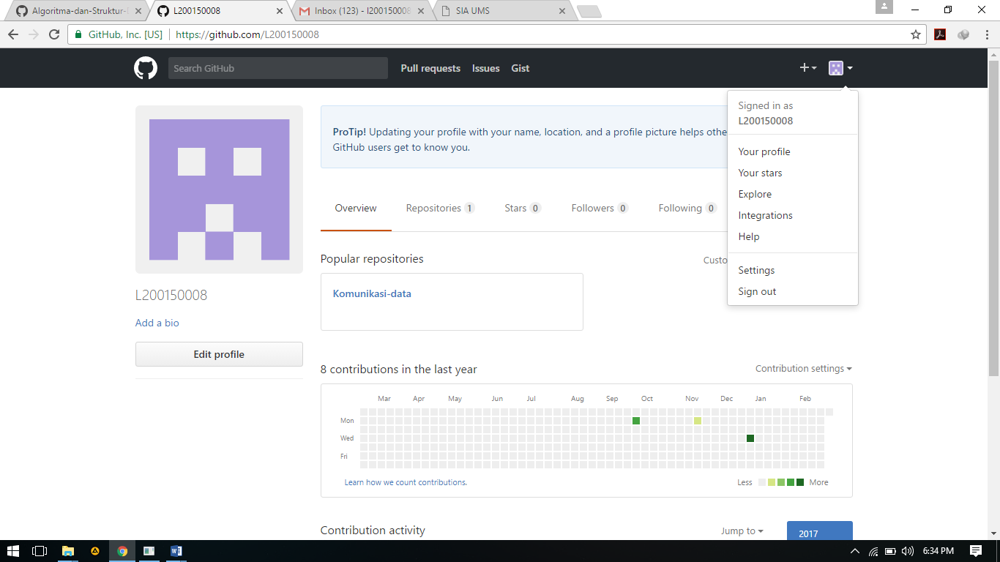 Algoritma-dan-Struktur-
L200150008
Inbox (123) - l200150008
SIA UMS
GitHub, Inc. [US]
https://github.com/L200150008
Search GitHub
Pull requests
Issues
Gist
Signed in as
L200150008
Your profile
Your stars
Explore
Integrations
Help
Settings
Sign out
ProTip! Updating your profile with your name, location, and a profile picture helps othe
GitHub users get to know you.
Overview
Repositories 1
Stars 0
Followers 0
Following 0
Popular repositories
Custo
Komunikasi-data
L200150008
Add a bio
Edit profile
8 contributions in the last year
Contribution settings
Mar Apr May Jun Jul Aug Sep Oct Nov Dec Jan Feb
Mon
Wed
Fri
Learn how we count contributions.
Less
More
Contribution activity
Jump to
2017
6:34 PM